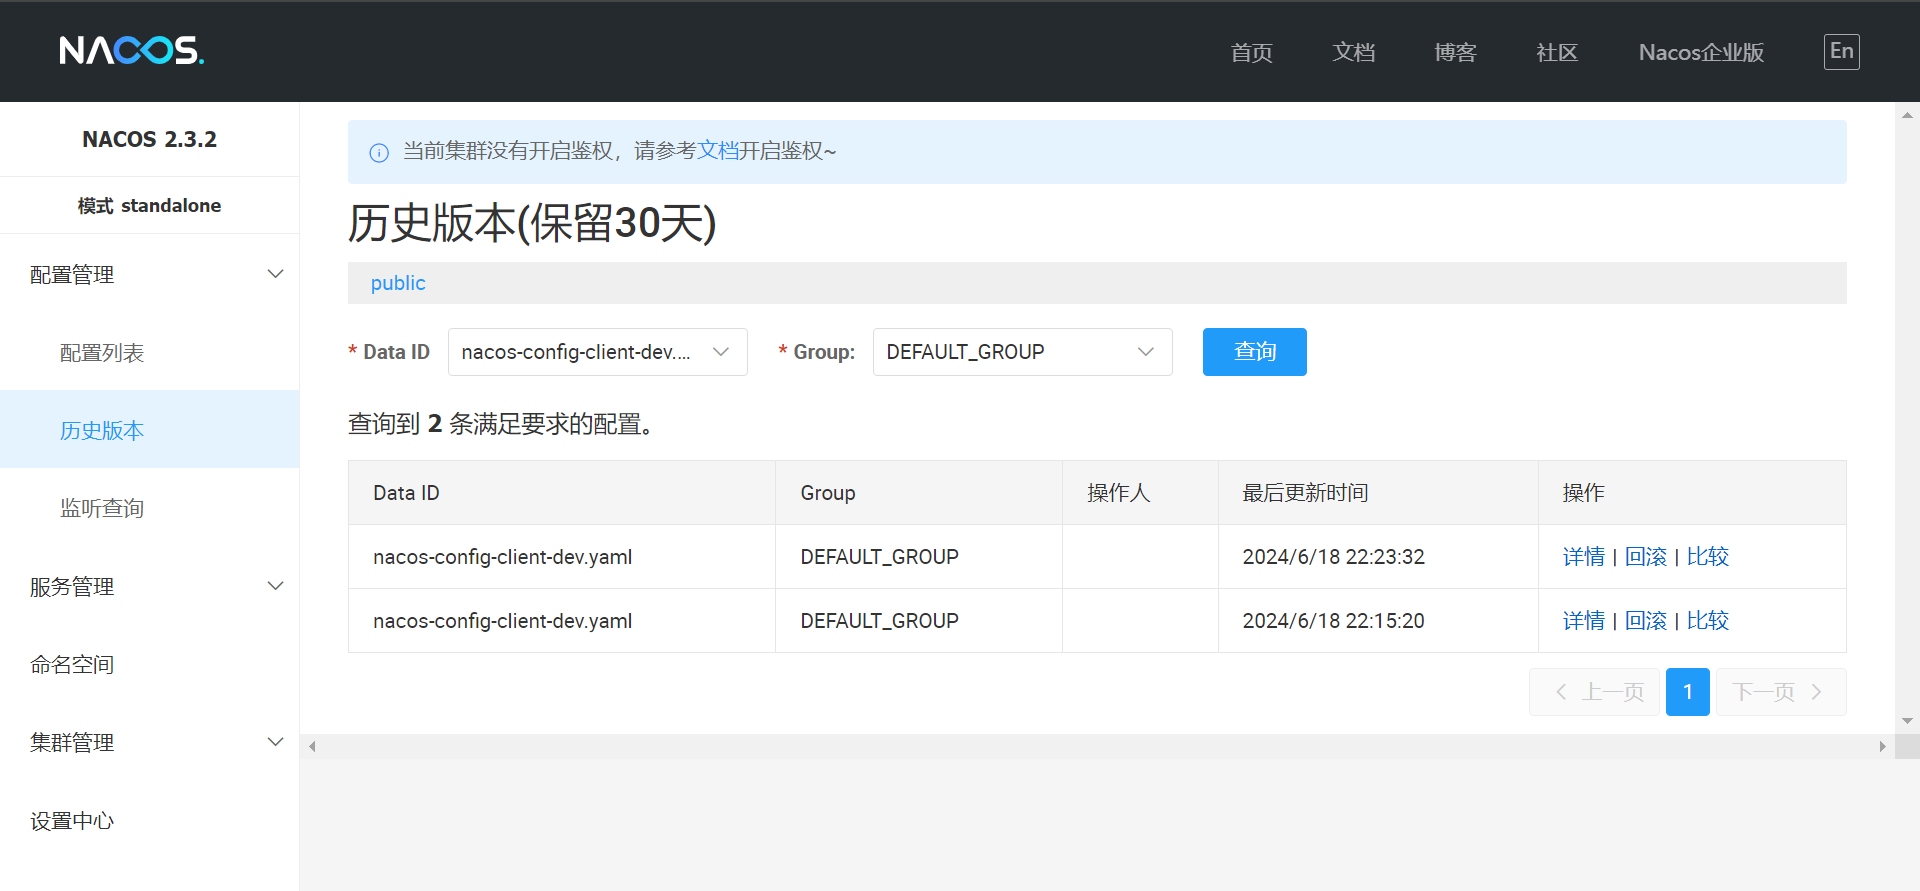 NACOS.
首页 文档 博客 社区 Nacos企业版 En
NACOS 2.3.2
模式 standalone
配置管理
配置列表
历史版本
监听查询
服务管理
命名空间
集群管理
设置中心
当前集群没有开启鉴权，请参考文档开启鉴权~
历史版本(保留30天)
public
* Data ID nacos-config-client-dev.... * Group: DEFAULT_GROUP 查询
查询到 2 条满足要求的配置。
Data ID Group 操作人 最后更新时间 操作
nacos-config-client-dev.yaml DEFAULT_GROUP 2024/6/18 22:23:32 详情 | 回滚 | 比较
nacos-config-client-dev.yaml DEFAULT_GROUP 2024/6/18 22:15:20 详情 | 回滚 | 比较
上一页 1 下一页